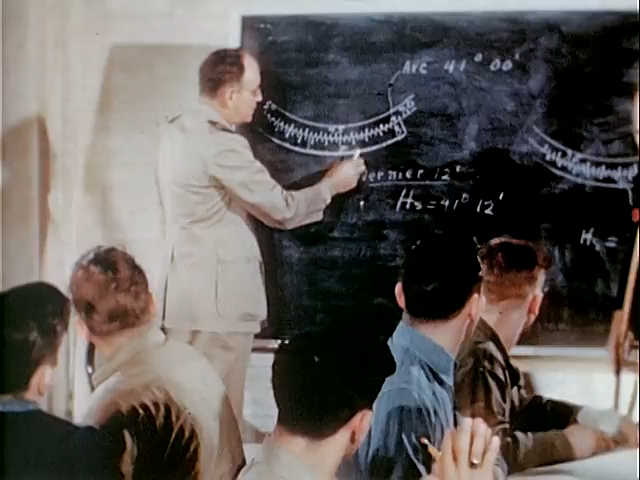 Arc 41° 00'
Vernier 12'
Hs = 41° 12'
Hs =